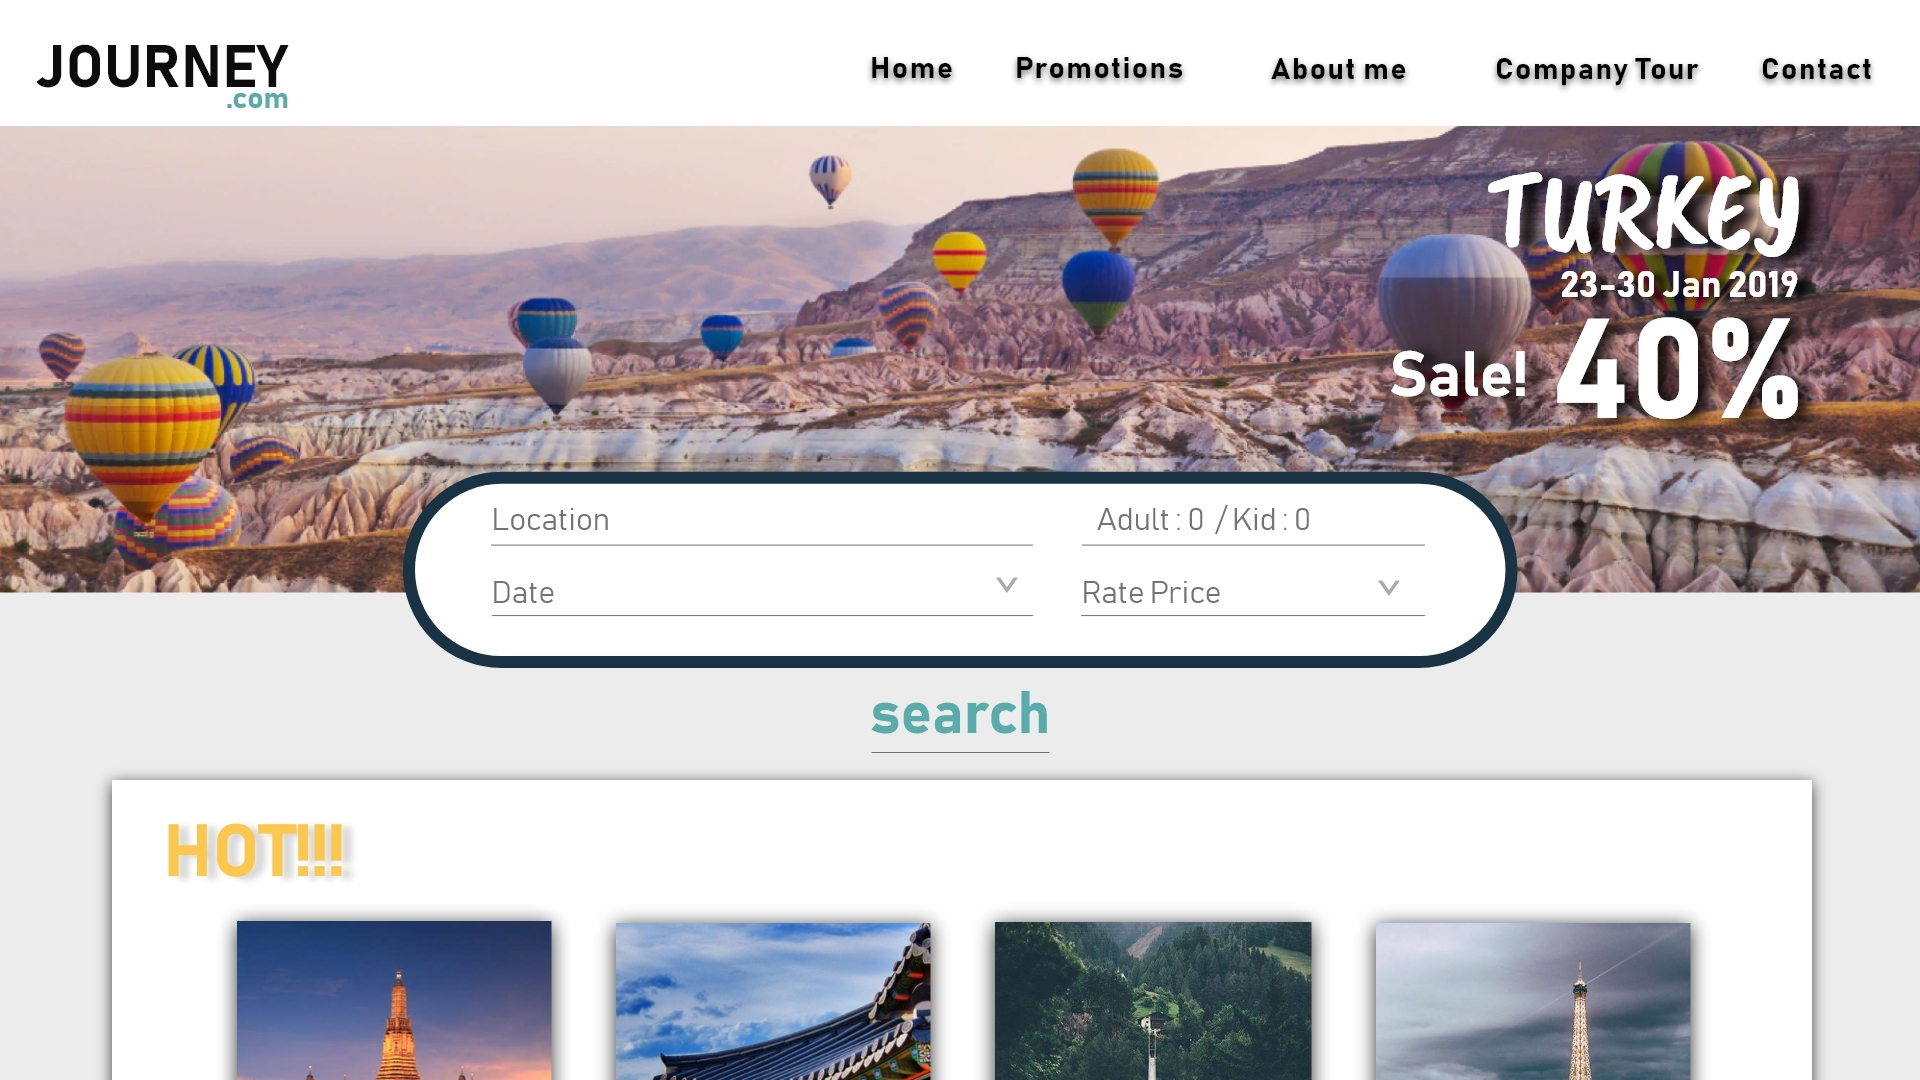 JOURNEY
.com
Home
Promotions
About me
Company Tour
Contact
TURKEY
23-30 Jan 2019
Sale! 40%
Location
Adult : 0 / Kid : 0
Date
Rate Price
search
HOT!!!